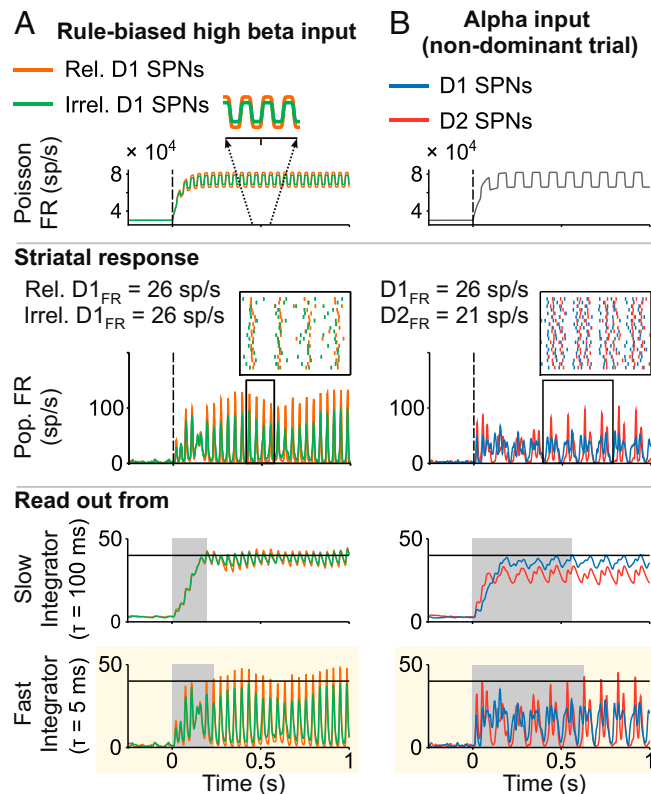 A
Rule-biased high beta input
Rel. D1 SPNs
Irrel. D1 SPNs
× 10⁴
8
4
Poisson
FR (sp/s)
B
Alpha input
(non-dominant trial)
D1 SPNs
D2 SPNs
× 10⁴
8
4
Striatal response
Rel. D1FR = 26 sp/s
Irrel. D1FR = 26 sp/s
D1FR = 26 sp/s
D2FR = 21 sp/s
Pop. FR
(sp/s)
100
0
100
0
Read out from
Slow
Integrator
(τ = 100 ms)
50
0
50
0
Fast
Integrator
(τ = 5 ms)
50
0
50
0
0
0.5
1
Time (s)
0
0.5
1
Time (s)